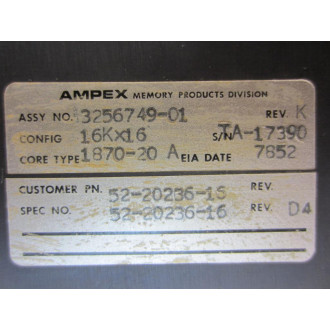 AMPEX MEMORY PRODUCTS DIVISION
ASSY NO. 3256749-01 REV. K
CONFIG 16KX16 S/N TA-17390
CORE TYPE 1870-20 A EIA DATE 7852
CUSTOMER PN. 52-20236-16 REV.
SPEC NO. 52-20236-16 REV. D4